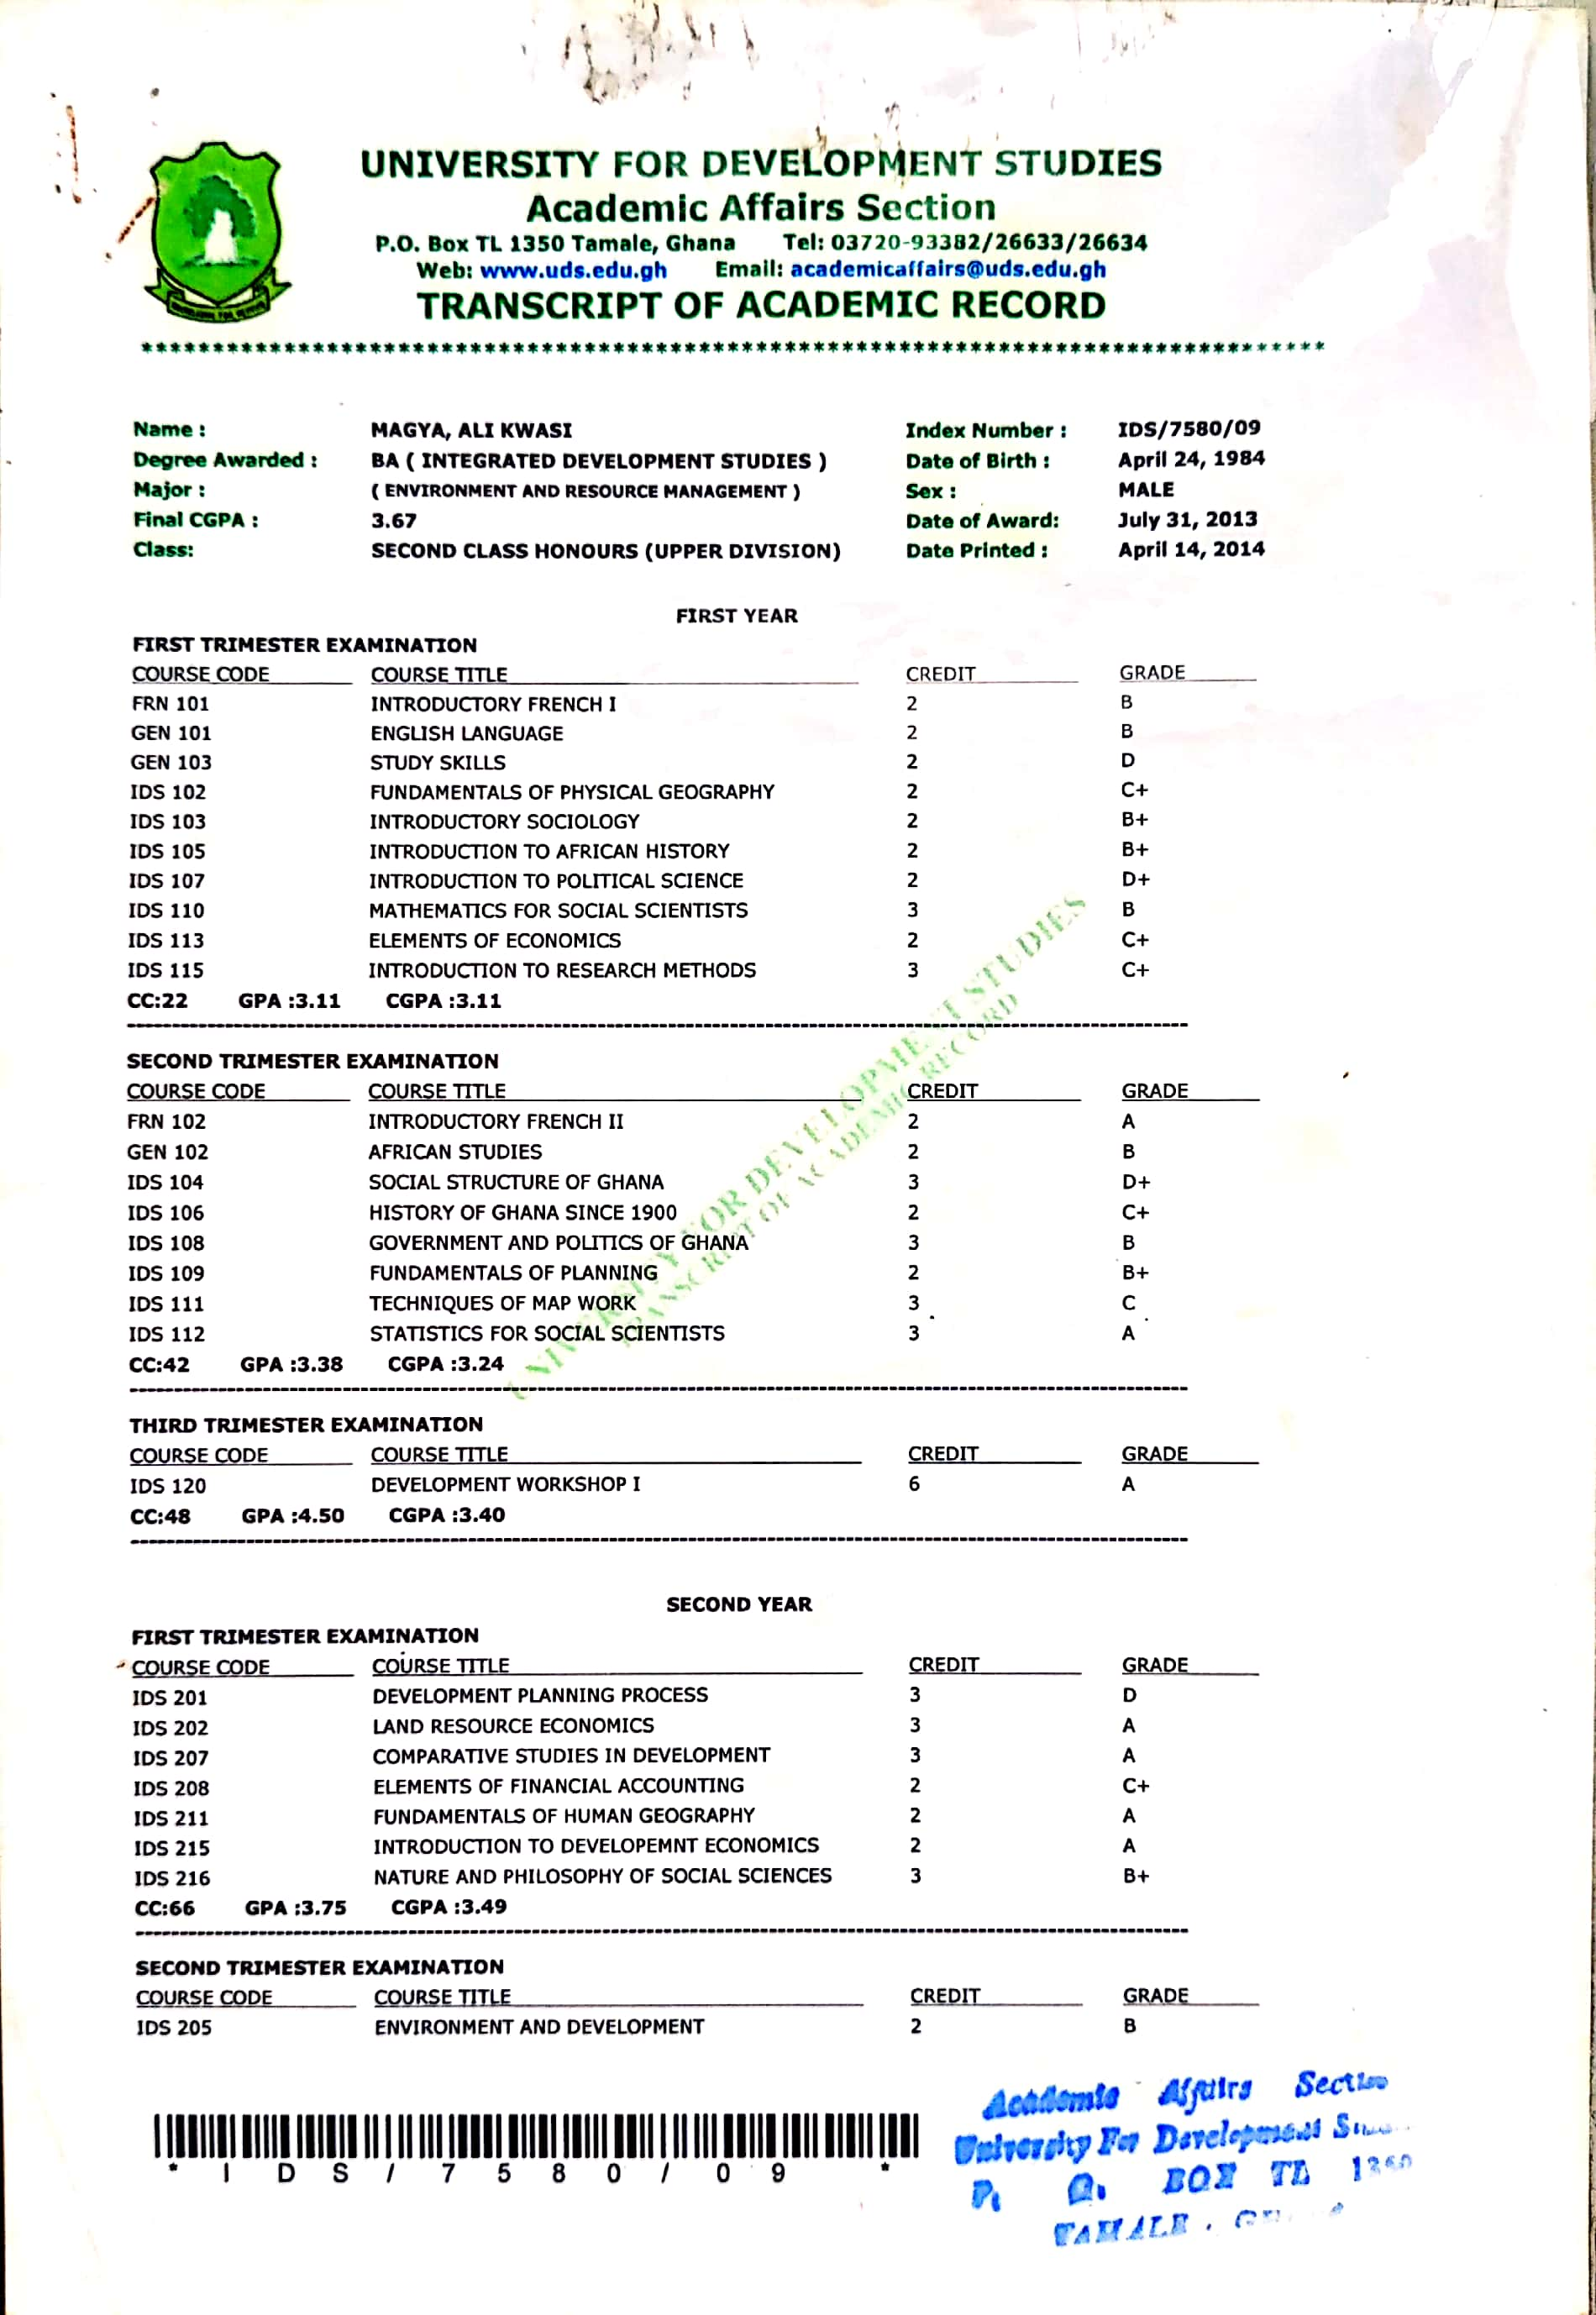 UNIVERSITY FOR DEVELOPMENT STUDIES
Academic Affairs Section
P.O. Box TL 1350 Tamale, Ghana Tel: 03720-93382/26633/26634
Web: www.uds.edu.gh Email: academicaffairs@uds.edu.gh
TRANSCRIPT OF ACADEMIC RECORD
Name : MAGYA, ALI KWASI Index Number : IDS/7580/09
Degree Awarded : BA ( INTEGRATED DEVELOPMENT STUDIES ) Date of Birth : April 24, 1984
Major : ( ENVIRONMENT AND RESOURCE MANAGEMENT ) Sex : MALE
Final CGPA : 3.67 Date of Award: July 31, 2013
Class: SECOND CLASS HONOURS (UPPER DIVISION) Date Printed : April 14, 2014
FIRST YEAR
FIRST TRIMESTER EXAMINATION
COURSE CODE COURSE TITLE CREDIT GRADE
FRN 101 INTRODUCTORY FRENCH I 2 B
GEN 101 ENGLISH LANGUAGE 2 B
GEN 103 STUDY SKILLS 2 D
IDS 102 FUNDAMENTALS OF PHYSICAL GEOGRAPHY 2 C+
IDS 103 INTRODUCTORY SOCIOLOGY 2 B+
IDS 105 INTRODUCTION TO AFRICAN HISTORY 2 B+
IDS 107 INTRODUCTION TO POLITICAL SCIENCE 2 D+
IDS 110 MATHEMATICS FOR SOCIAL SCIENTISTS 3 B
IDS 113 ELEMENTS OF ECONOMICS 2 C+
IDS 115 INTRODUCTION TO RESEARCH METHODS 3 C+
CC:22 GPA :3.11 CGPA :3.11
SECOND TRIMESTER EXAMINATION
COURSE CODE COURSE TITLE CREDIT GRADE
FRN 102 INTRODUCTORY FRENCH II 2 A
GEN 102 AFRICAN STUDIES 2 B
IDS 104 SOCIAL STRUCTURE OF GHANA 3 D+
IDS 106 HISTORY OF GHANA SINCE 1900 2 C+
IDS 108 GOVERNMENT AND POLITICS OF GHANA 3 B
IDS 109 FUNDAMENTALS OF PLANNING 2 B+
IDS 111 TECHNIQUES OF MAP WORK 3 C
IDS 112 STATISTICS FOR SOCIAL SCIENTISTS 3 A
CC:42 GPA :3.38 CGPA :3.24
UNIVERSITY FOR DEVELOPMENT STUDIES
TRANSCRIPT OF ACADEMIC RECORD
THIRD TRIMESTER EXAMINATION
COURSE CODE COURSE TITLE CREDIT GRADE
IDS 120 DEVELOPMENT WORKSHOP I 6 A
CC:48 GPA :4.50 CGPA :3.40
SECOND YEAR
FIRST TRIMESTER EXAMINATION
COURSE CODE COURSE TITLE CREDIT GRADE
IDS 201 DEVELOPMENT PLANNING PROCESS 3 D
IDS 202 LAND RESOURCE ECONOMICS 3 A
IDS 207 COMPARATIVE STUDIES IN DEVELOPMENT 3 A
IDS 208 ELEMENTS OF FINANCIAL ACCOUNTING 2 C+
IDS 211 FUNDAMENTALS OF HUMAN GEOGRAPHY 2 A
IDS 215 INTRODUCTION TO DEVELOPEMNT ECONOMICS 2 A
IDS 216 NATURE AND PHILOSOPHY OF SOCIAL SCIENCES 3 B+
CC:66 GPA :3.75 CGPA :3.49
SECOND TRIMESTER EXAMINATION
COURSE CODE COURSE TITLE CREDIT GRADE
IDS 205 ENVIRONMENT AND DEVELOPMENT 2 B
* I D S / 7 5 8 0 / 0 9 *
Academic Affairs Section
University For Development
P. O. BOX TL 1350
TAMALE .